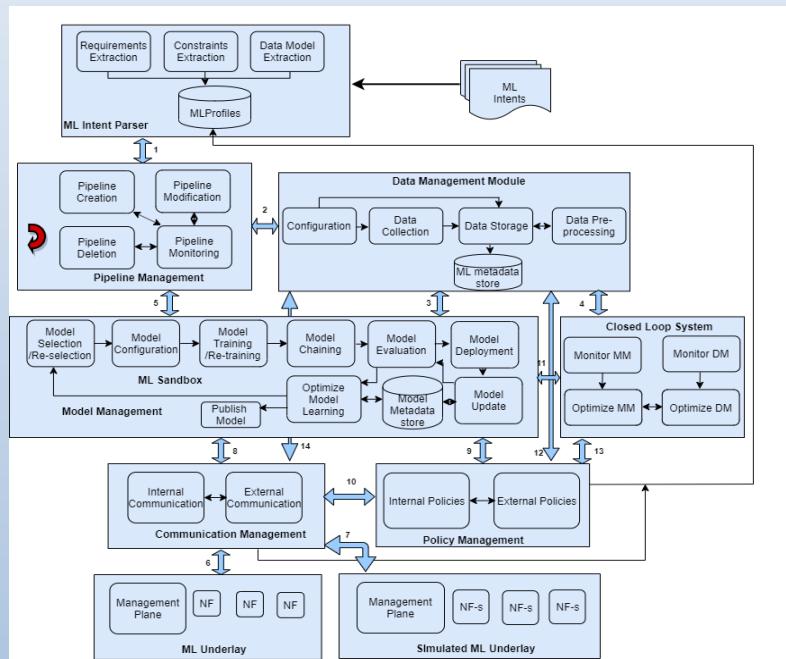 Requirements
Extraction
Constraints
Extraction
Data Model
Extraction
MLProfiles
ML Intent Parser
ML
Intents
1
Pipeline
Creation
Pipeline
Modification
Pipeline
Deletion
Pipeline
Monitoring
Pipeline Management
2
Data Management Module
Configuration
Data
Collection
Data Storage
Data Pre-
processing
ML metadata
store
5
3
4
Model
Selection
/Re-selection
Model
Configuration
Model
Training
/Re-training
Model
Chaining
Model
Evaluation
Model
Deployment
ML Sandbox
Optimize
Model
Learning
Model
Metadata
store
Model
Update
Publish
Model
Model Management
11
Closed Loop System
Monitor MM
Monitor DM
Optimize MM
Optimize DM
8
14
9
12
13
Internal
Communication
External
Communication
Communication Management
10
Internal Policies
External Policies
Policy Management
7
6
Management
Plane
NF
NF
NF
ML Underlay
Management
Plane
NF-s
NF-s
NF-s
SImulated ML Underlay